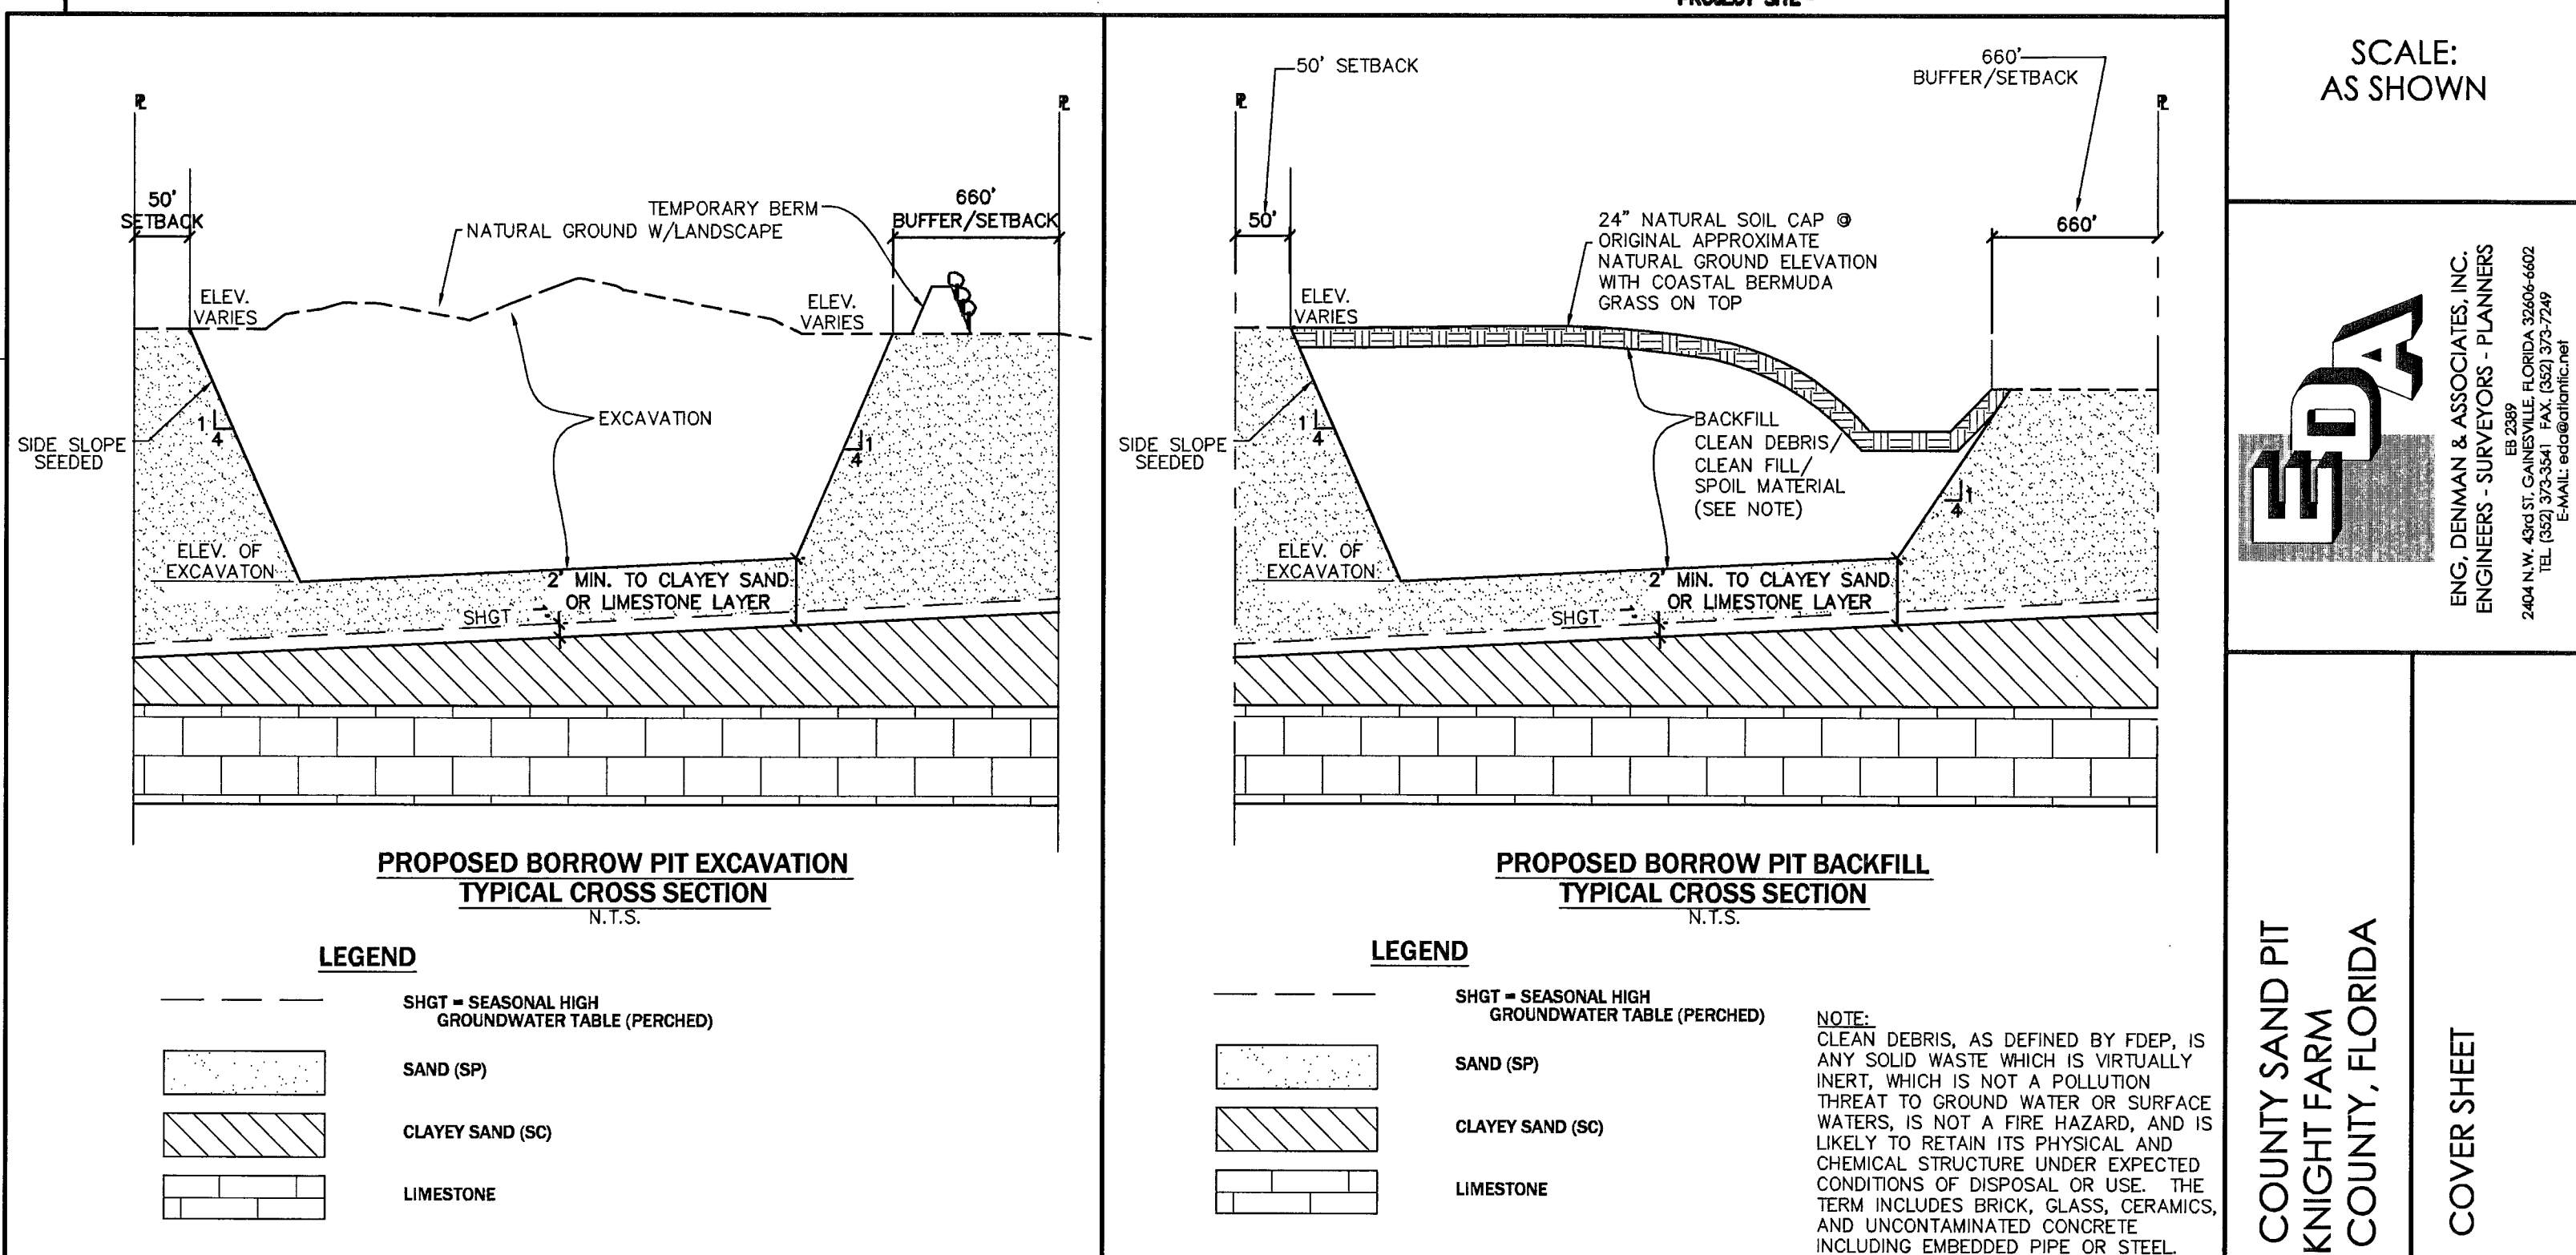 PROJECT SITE
℄
℄
50'
SETBACK
TEMPORARY BERM
NATURAL GROUND W/LANDSCAPE
660'
BUFFER/SETBACK
ELEV.
VARIES
ELEV.
VARIES
EXCAVATION
1
4
1
4
SIDE SLOPE
SEEDED
ELEV. OF
EXCAVATON
2' MIN. TO CLAYEY SAND
OR LIMESTONE LAYER
SHGT
1'
PROPOSED BORROW PIT EXCAVATION
TYPICAL CROSS SECTION
N.T.S.
LEGEND
SHGT = SEASONAL HIGH
GROUNDWATER TABLE (PERCHED)
SAND (SP)
CLAYEY SAND (SC)
LIMESTONE
50' SETBACK
660'
BUFFER/SETBACK
℄
℄
50'
660'
24" NATURAL SOIL CAP @
ORIGINAL APPROXIMATE
NATURAL GROUND ELEVATION
WITH COASTAL BERMUDA
GRASS ON TOP
ELEV.
VARIES
BACKFILL
CLEAN DEBRIS/
CLEAN FILL/
SPOIL MATERIAL
(SEE NOTE)
1
4
1
4
SIDE SLOPE
SEEDED
ELEV. OF
EXCAVATON
2' MIN. TO CLAYEY SAND
OR LIMESTONE LAYER
SHGT
1'
PROPOSED BORROW PIT BACKFILL
TYPICAL CROSS SECTION
N.T.S.
LEGEND
SHGT = SEASONAL HIGH
GROUNDWATER TABLE (PERCHED)
SAND (SP)
CLAYEY SAND (SC)
LIMESTONE
NOTE:
CLEAN DEBRIS, AS DEFINED BY FDEP, IS
ANY SOLID WASTE WHICH IS VIRTUALLY
INERT, WHICH IS NOT A POLLUTION
THREAT TO GROUND WATER OR SURFACE
WATERS, IS NOT A FIRE HAZARD, AND IS
LIKELY TO RETAIN ITS PHYSICAL AND
CHEMICAL STRUCTURE UNDER EXPECTED
CONDITIONS OF DISPOSAL OR USE. THE
TERM INCLUDES BRICK, GLASS, CERAMICS,
AND UNCONTAMINATED CONCRETE
INCLUDING EMBEDDED PIPE OR STEEL.
SCALE:
AS SHOWN
EDA
ENG, DENMAN & ASSOCIATES, INC.
ENGINEERS - SURVEYORS - PLANNERS
EB 2389
2404 N.W. 43rd ST. GAINESVILLE, FLORIDA 32606-6602
TEL. (352) 373-3541 FAX. (352) 373-7249
E-MAIL: eda@atlantic.net
COUNTY SAND PIT
KNIGHT FARM
COUNTY, FLORIDA
COVER SHEET